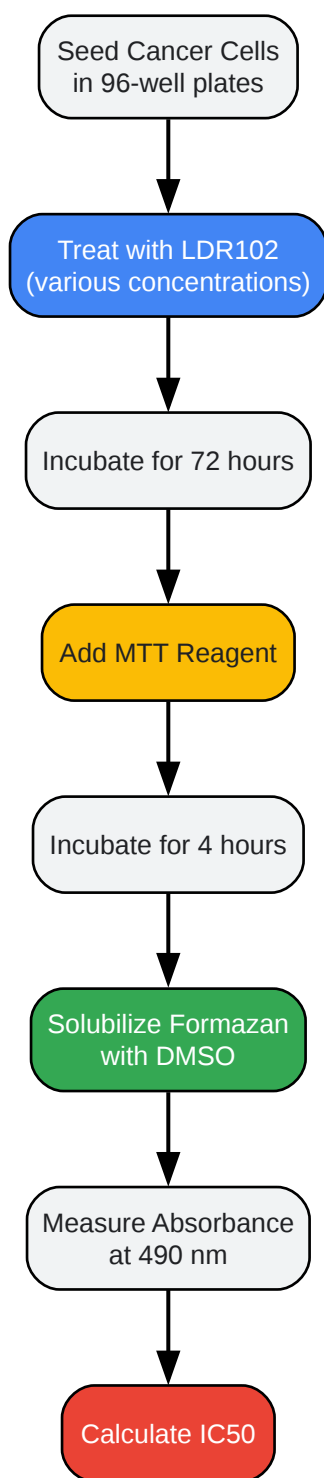 Seed Cancer Cells
in 96-well plates
Treat with LDR102
(various concentrations)
Incubate for 72 hours
Add MTT Reagent
Incubate for 4 hours
Solubilize Formazan
with DMSO
Measure Absorbance
at 490 nm
Calculate IC50